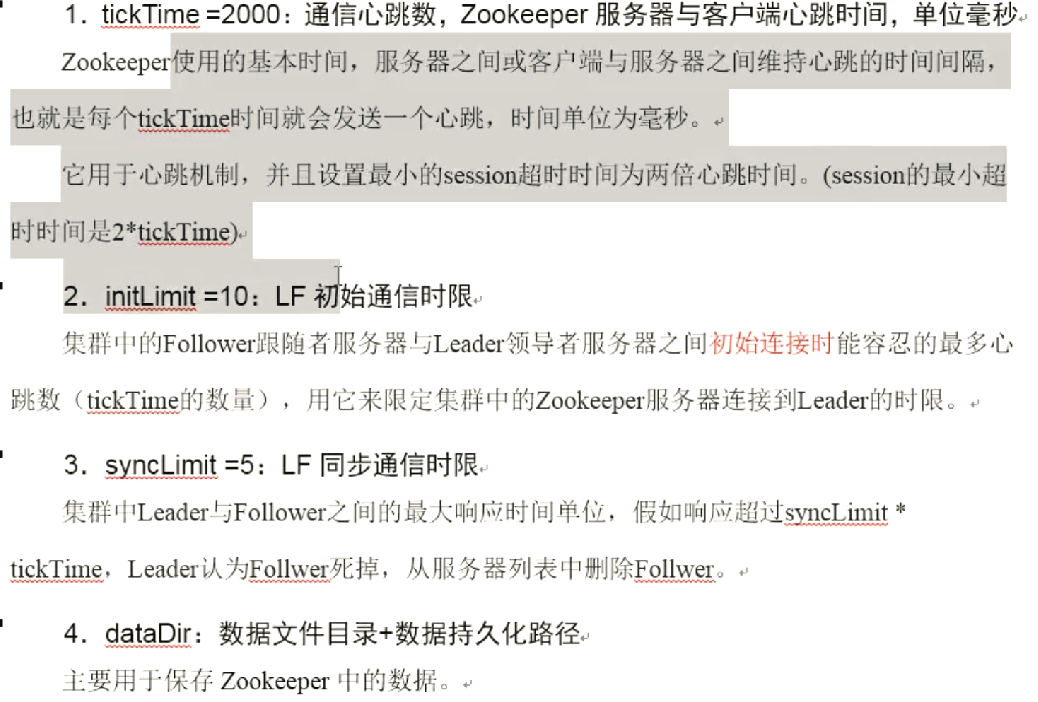 1. tickTime =2000：通信心跳数，Zookeeper 服务器与客户端心跳时间，单位毫秒
Zookeeper使用的基本时间，服务器之间或客户端与服务器之间维持心跳的时间间隔，
也就是每个tickTime时间就会发送一个心跳，时间单位为毫秒。
它用于心跳机制，并且设置最小的session超时时间为两倍心跳时间。(session的最小超
时时间是2*tickTime)
2. initLimit =10：LF 初始通信时限
集群中的Follower跟随者服务器与Leader领导者服务器之间初始连接时能容忍的最多心
跳数（tickTime的数量），用它来限定集群中的Zookeeper服务器连接到Leader的时限。
3. syncLimit =5：LF 同步通信时限
集群中Leader与Follower之间的最大响应时间单位，假如响应超过syncLimit *
tickTime，Leader认为Follwer死掉，从服务器列表中删除Follwer。
4. dataDir：数据文件目录+数据持久化路径
主要用于保存 Zookeeper 中的数据。